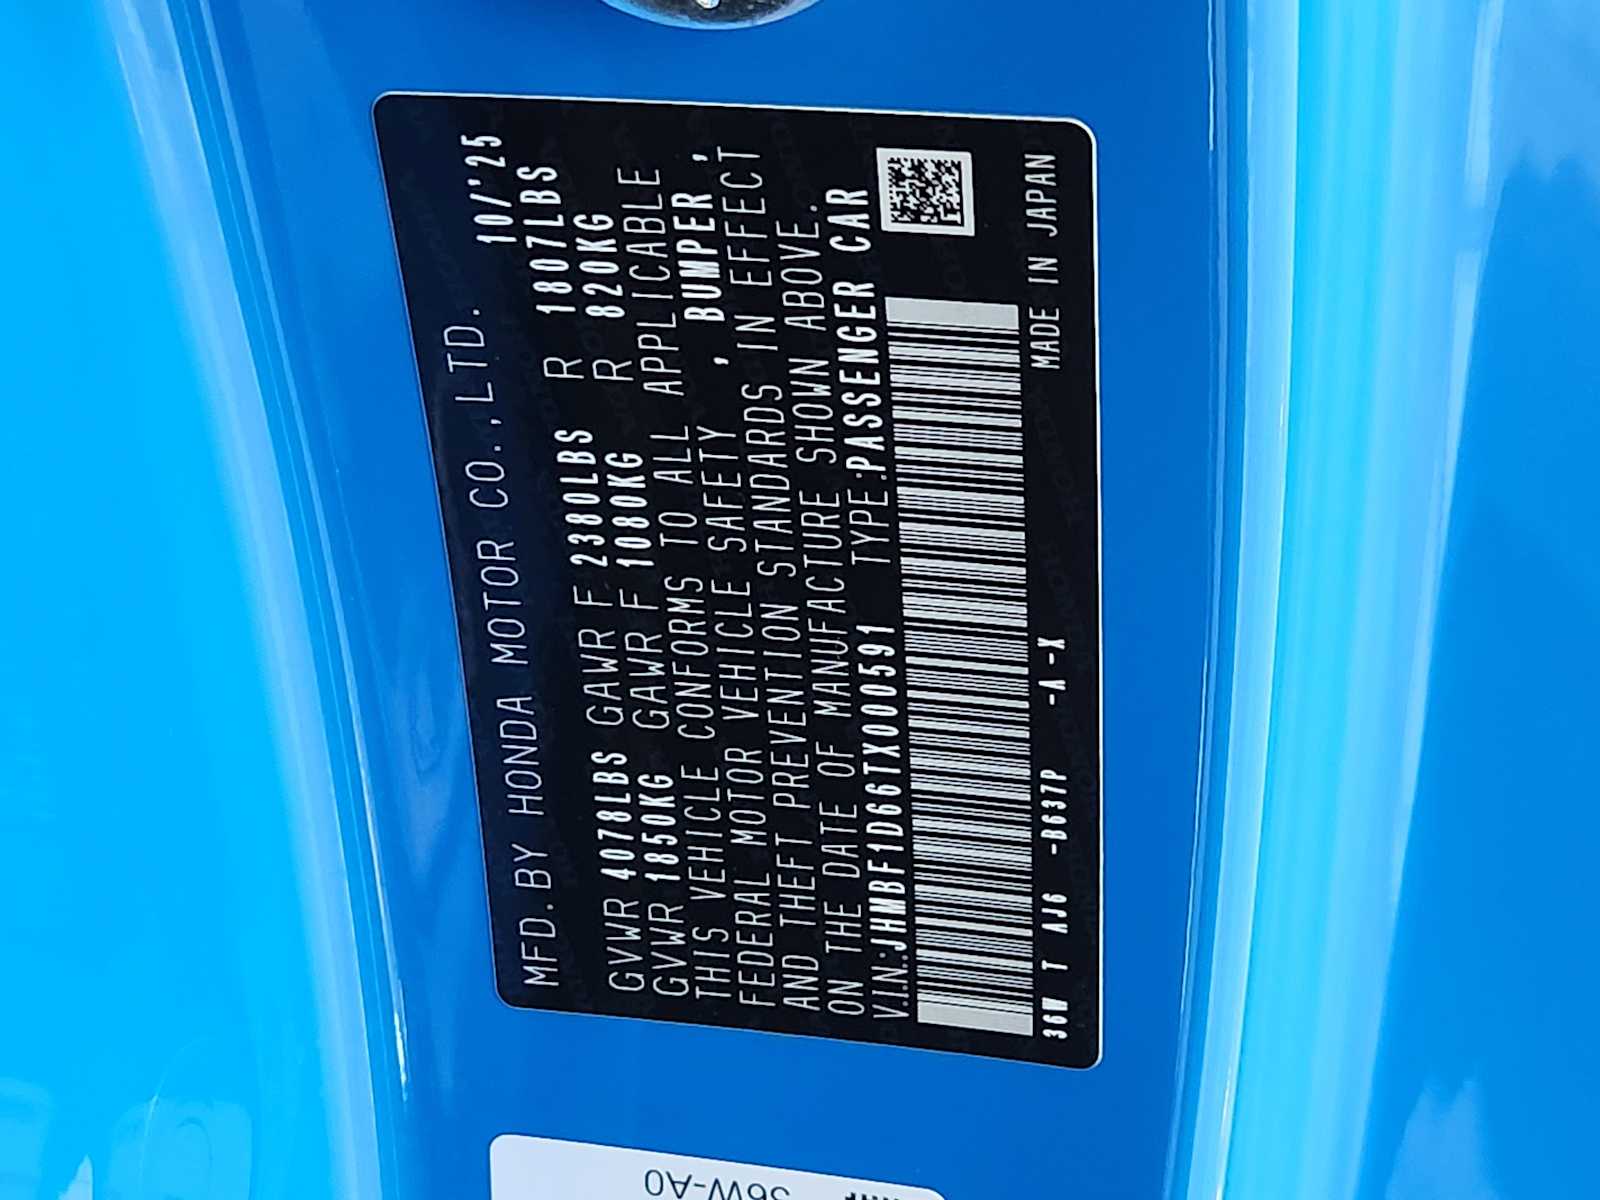 MFD. BY HONDA MOTOR CO., LTD. 10/'25
GVWR 4078LBS GAWR F 2380LBS R 1807LBS
GVWR 1850KG GAWR F 1080KG R 820KG
THIS VEHICLE CONFORMS TO ALL APPLICABLE
FEDERAL MOTOR VEHICLE SAFETY , BUMPER ,
AND THEFT PREVENTION STANDARDS IN EFFECT
ON THE DATE OF MANUFACTURE SHOWN ABOVE.
V.I.N.:JHMBF1D66TX000591 TYPE:PASSENGER CAR
36W T AJ6 -B637P -A -X MADE IN JAPAN
36W-A0